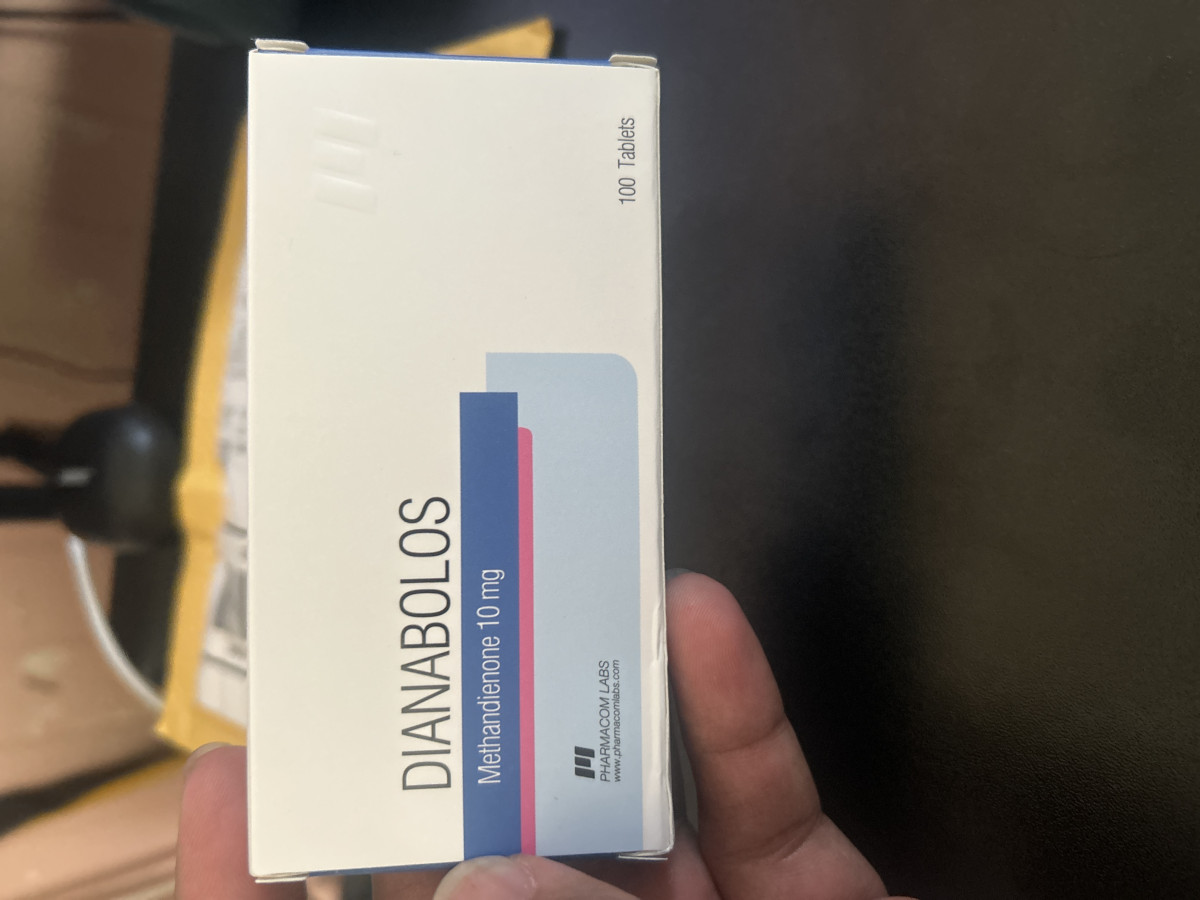 DIANABOLOS
Methandienone 10 mg
PHARMACOM LABS
www.pharmacomlabs.com
100 Tablets